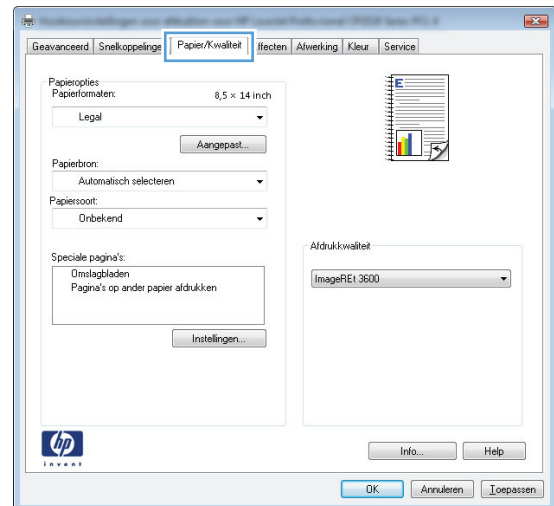 Geavanceerd Snelkoppelinge Papier/Kwaliteit ffecten Afwerking Kleur Service
Papieropties
Papierformaten: 8,5 × 14 inch
Legal
Aangepast...
Papierbron:
Automatisch selecteren
Papiersoort:
Onbekend
Speciale pagina's:
Omslagbladen
Pagina's op ander papier afdrukken
Instellingen...
E
Afdrukkwaliteit
ImageREt 3600
hp
invent
Info... Help
OK Annuleren Toepassen